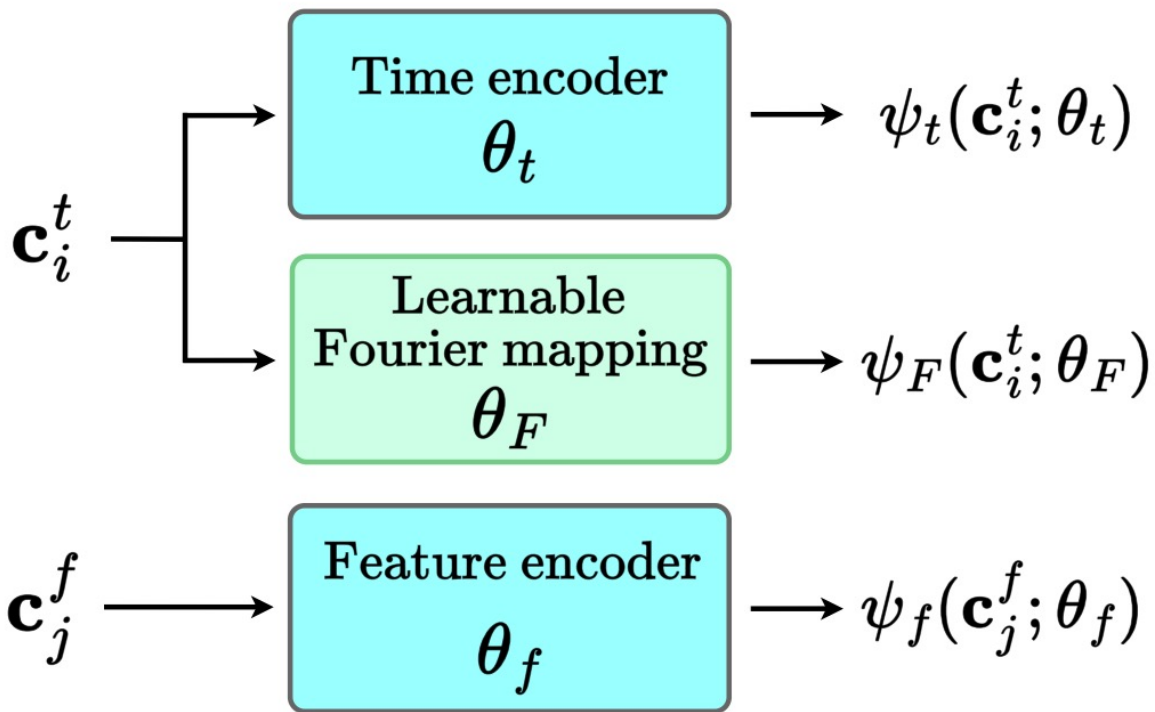 Time encoder
θ_t
ψ_t(c_i^t; θ_t)
c_i^t
Learnable
Fourier mapping
θ_F
ψ_F(c_i^t; θ_F)
c_j^f
Feature encoder
θ_f
ψ_f(c_j^f; θ_f)